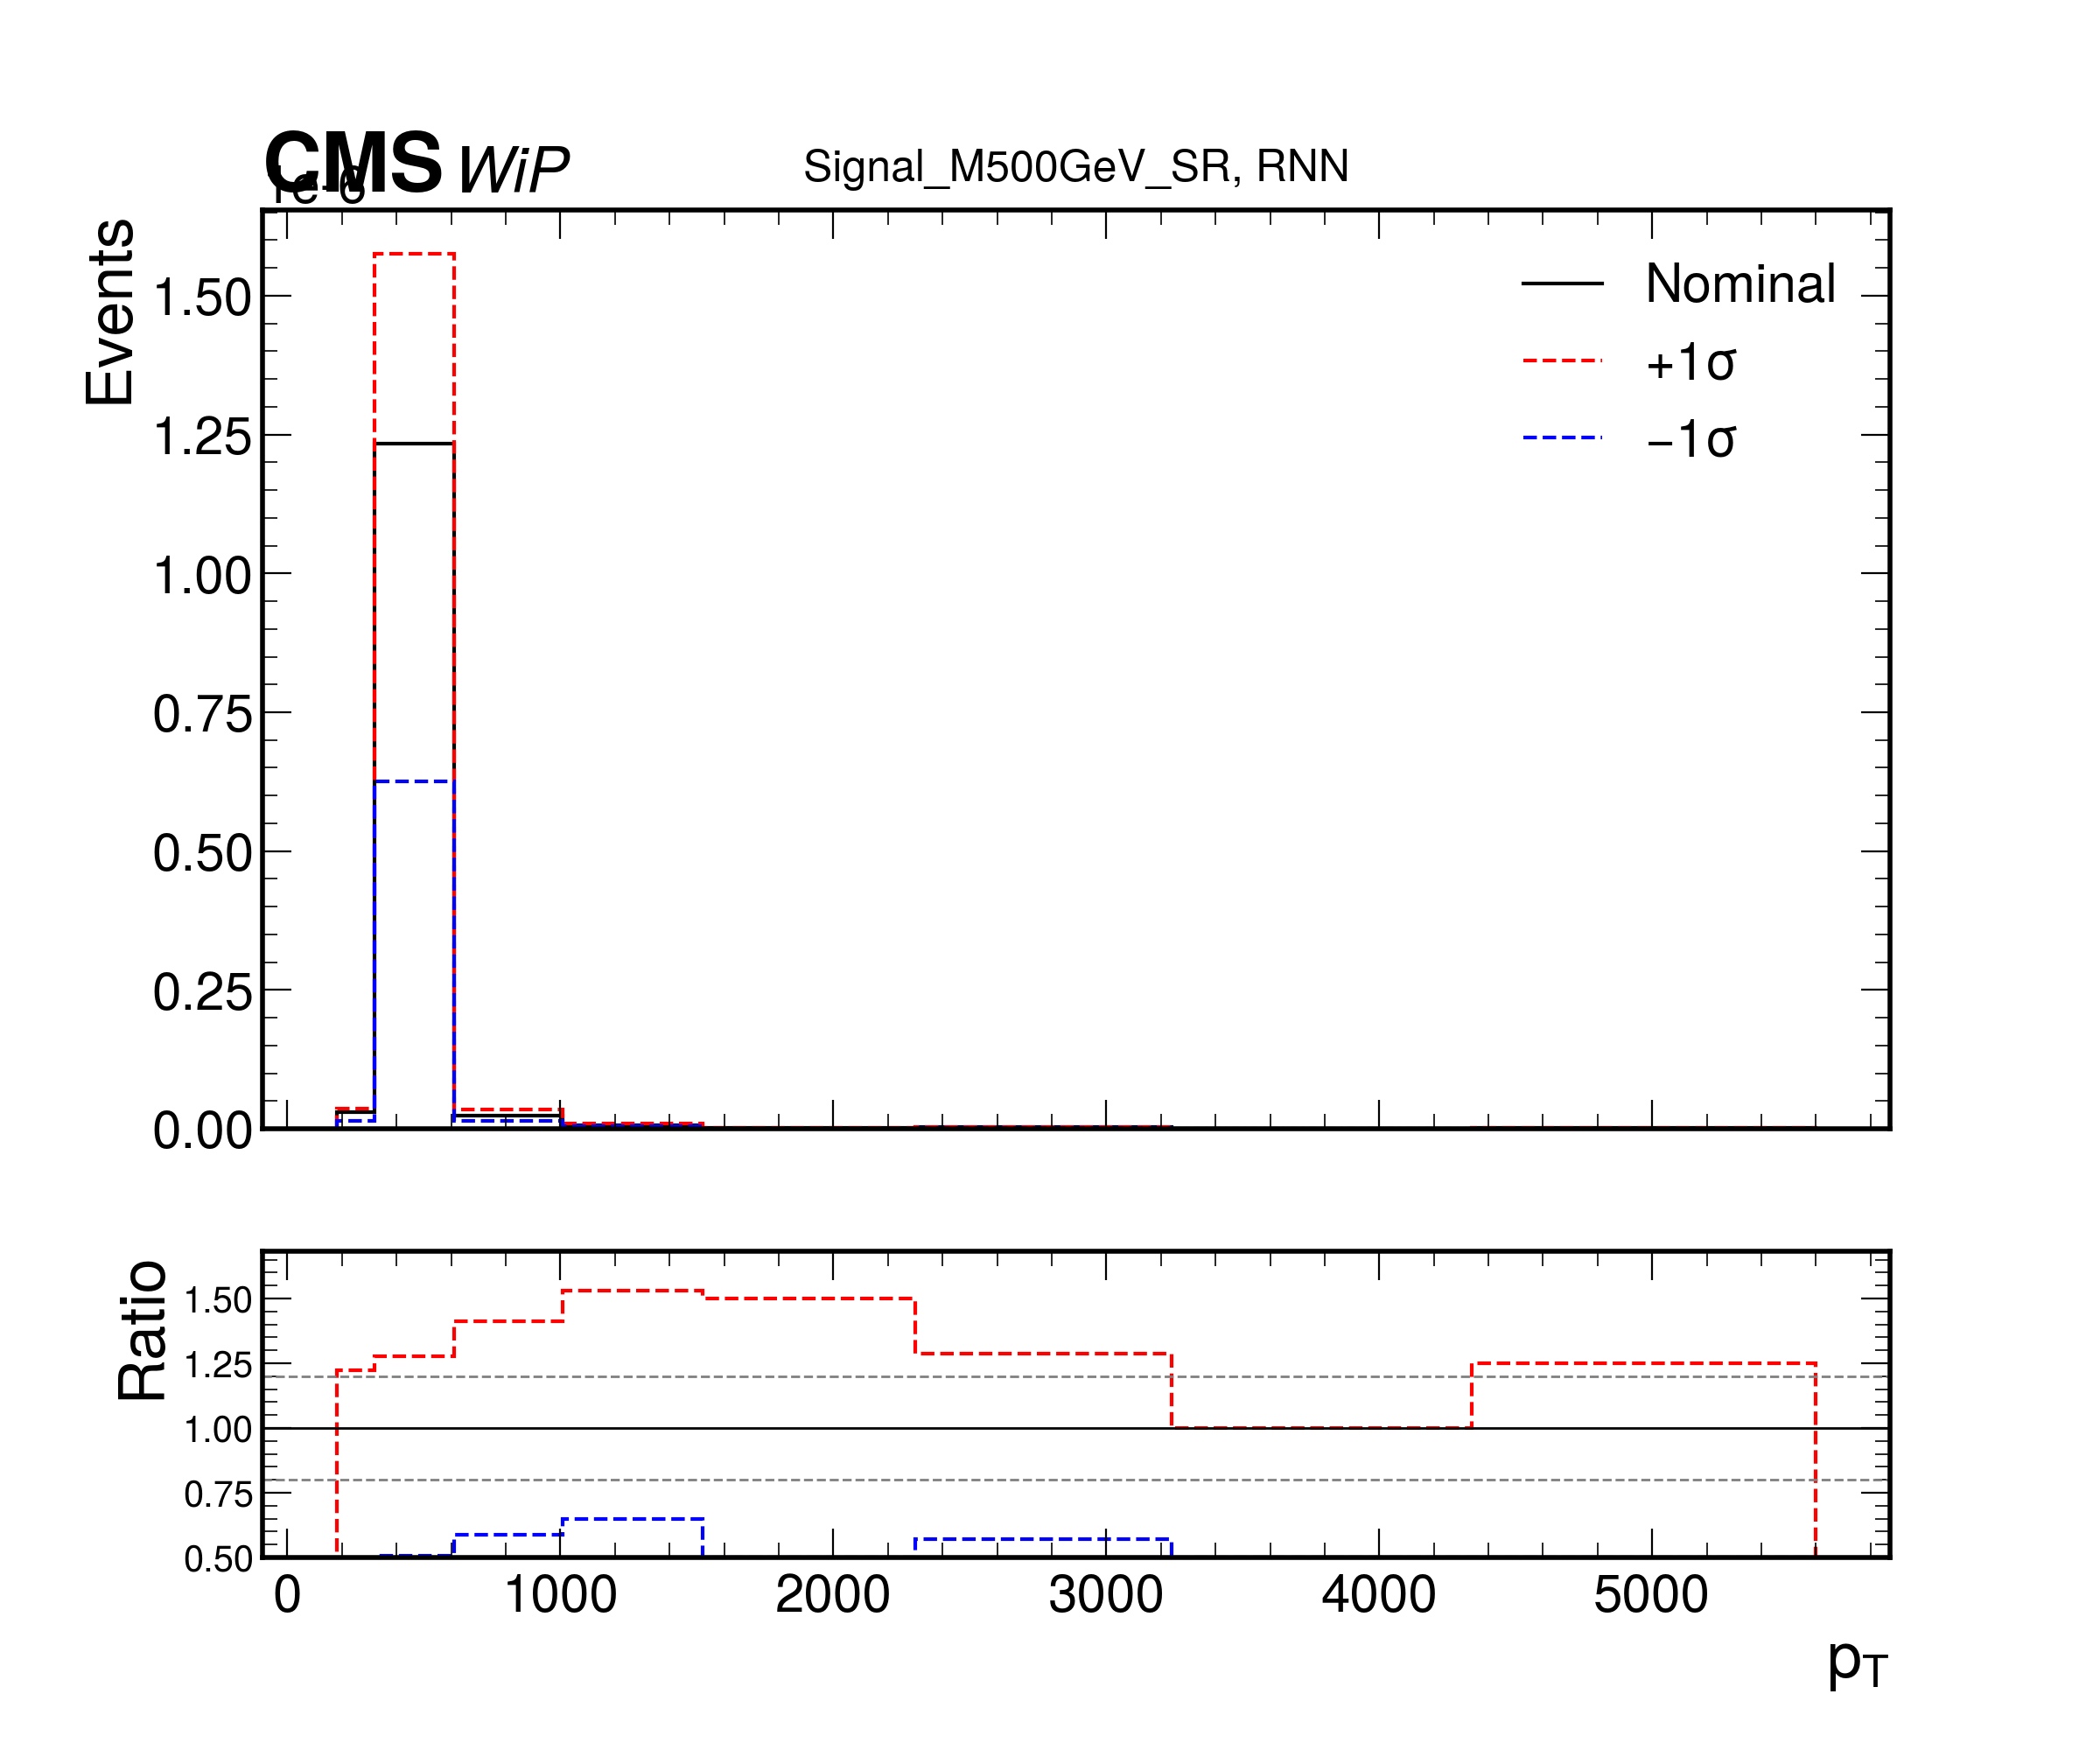 CMS WiP
Signal_M500GeV_SR, RNN
Events
1.50
1.25
1.00
0.75
0.50
0.25
0.00
Nominal
+1σ
−1σ
Ratio
1.50
1.25
1.00
0.75
0.50
0 1000 2000 3000 4000 5000
pT